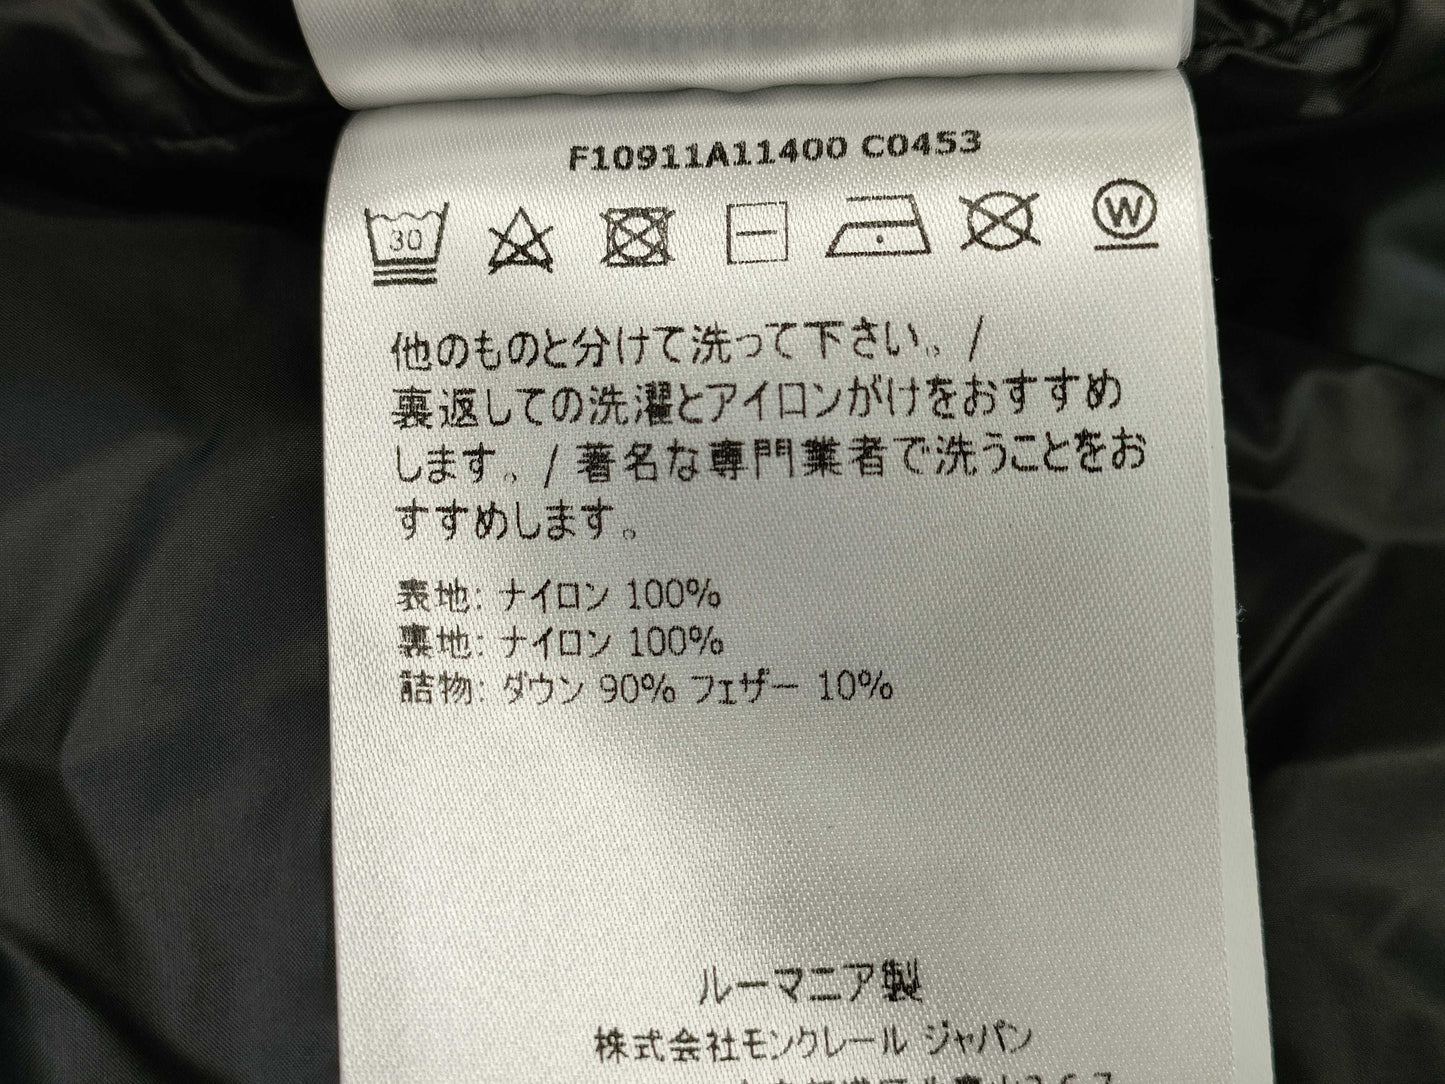 F10911A11400 C0453
30
W
他のものと分けて洗って下さい。/
裏返しての洗濯とアイロンがけをおすすめ
します。/ 著名な専門業者で洗うことをお
すすめします。
表地: ナイロン 100%
裏地: ナイロン 100%
詰物: ダウン 90% フェザー 10%
ルーマニア製
株式会社モンクレール ジャパン